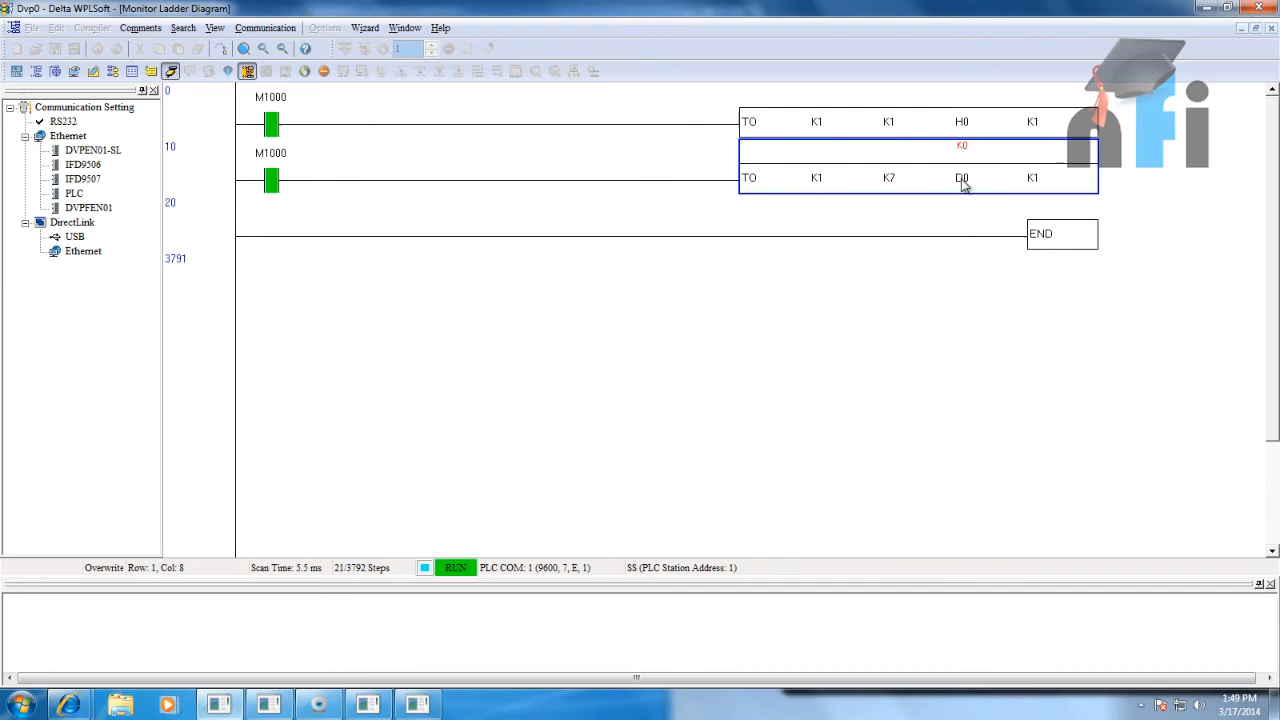 Dvp0 - Delta WPLSoft - [Monitor Ladder Diagram]
File Edit Compiler Comments Search View Communication Options Wizard Window Help
1
Communication Setting
RS232
Ethernet
DVPEN01-SL
IFD9506
IFD9507
PLC
DVPFEN01
DirectLink
USB
Ethernet
0
M1000
TO K1 K1 H0 K1
10
M1000
K0
TO K1 K7 D0 K1
20
END
3791
nfi
Overwrite Row: 1, Col: 8 Scan Time: 5.5 ms 21/3792 Steps RUN PLC COM: 1 (9600, 7, E, 1) SS (PLC Station Address: 1)
1:49 PM
3/17/2014